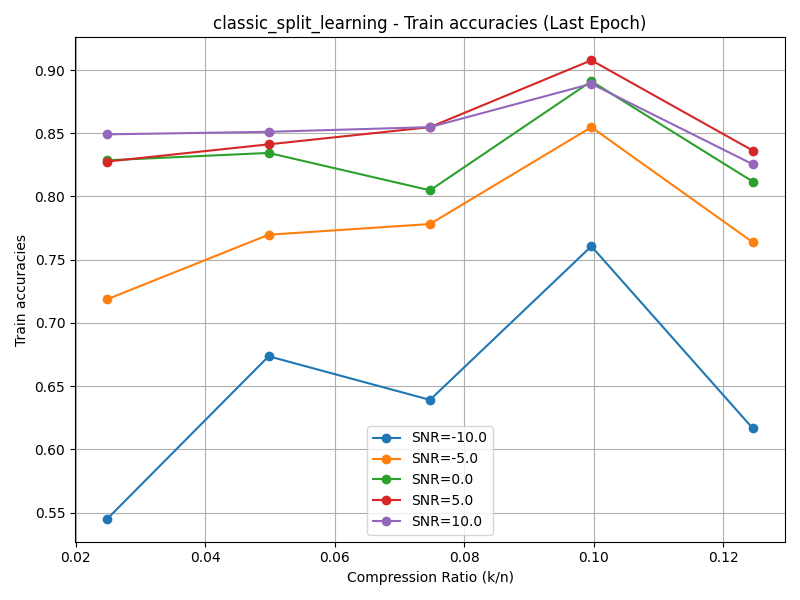 classic_split_learning - Train accuracies (Last Epoch)
Train accuracies
0.90
0.85
0.80
0.75
0.70
0.65
0.60
0.55
SNR=-10.0
SNR=-5.0
SNR=0.0
SNR=5.0
SNR=10.0
0.02 0.04 0.06 0.08 0.10 0.12
Compression Ratio (k/n)